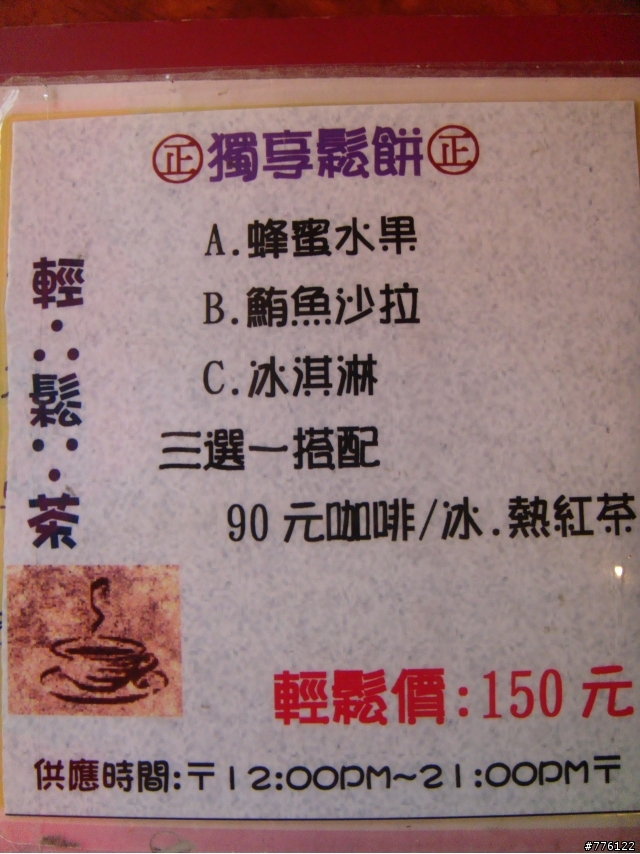 ㊣獨享鬆餅㊣
A.蜂蜜水果
B.鮪魚沙拉
C.冰淇淋
三選一搭配
90元咖啡/冰.熱紅茶
輕∴鬆∵茶
輕鬆價:150元
供應時間:〒12:00PM~21:00PM〒
#776122